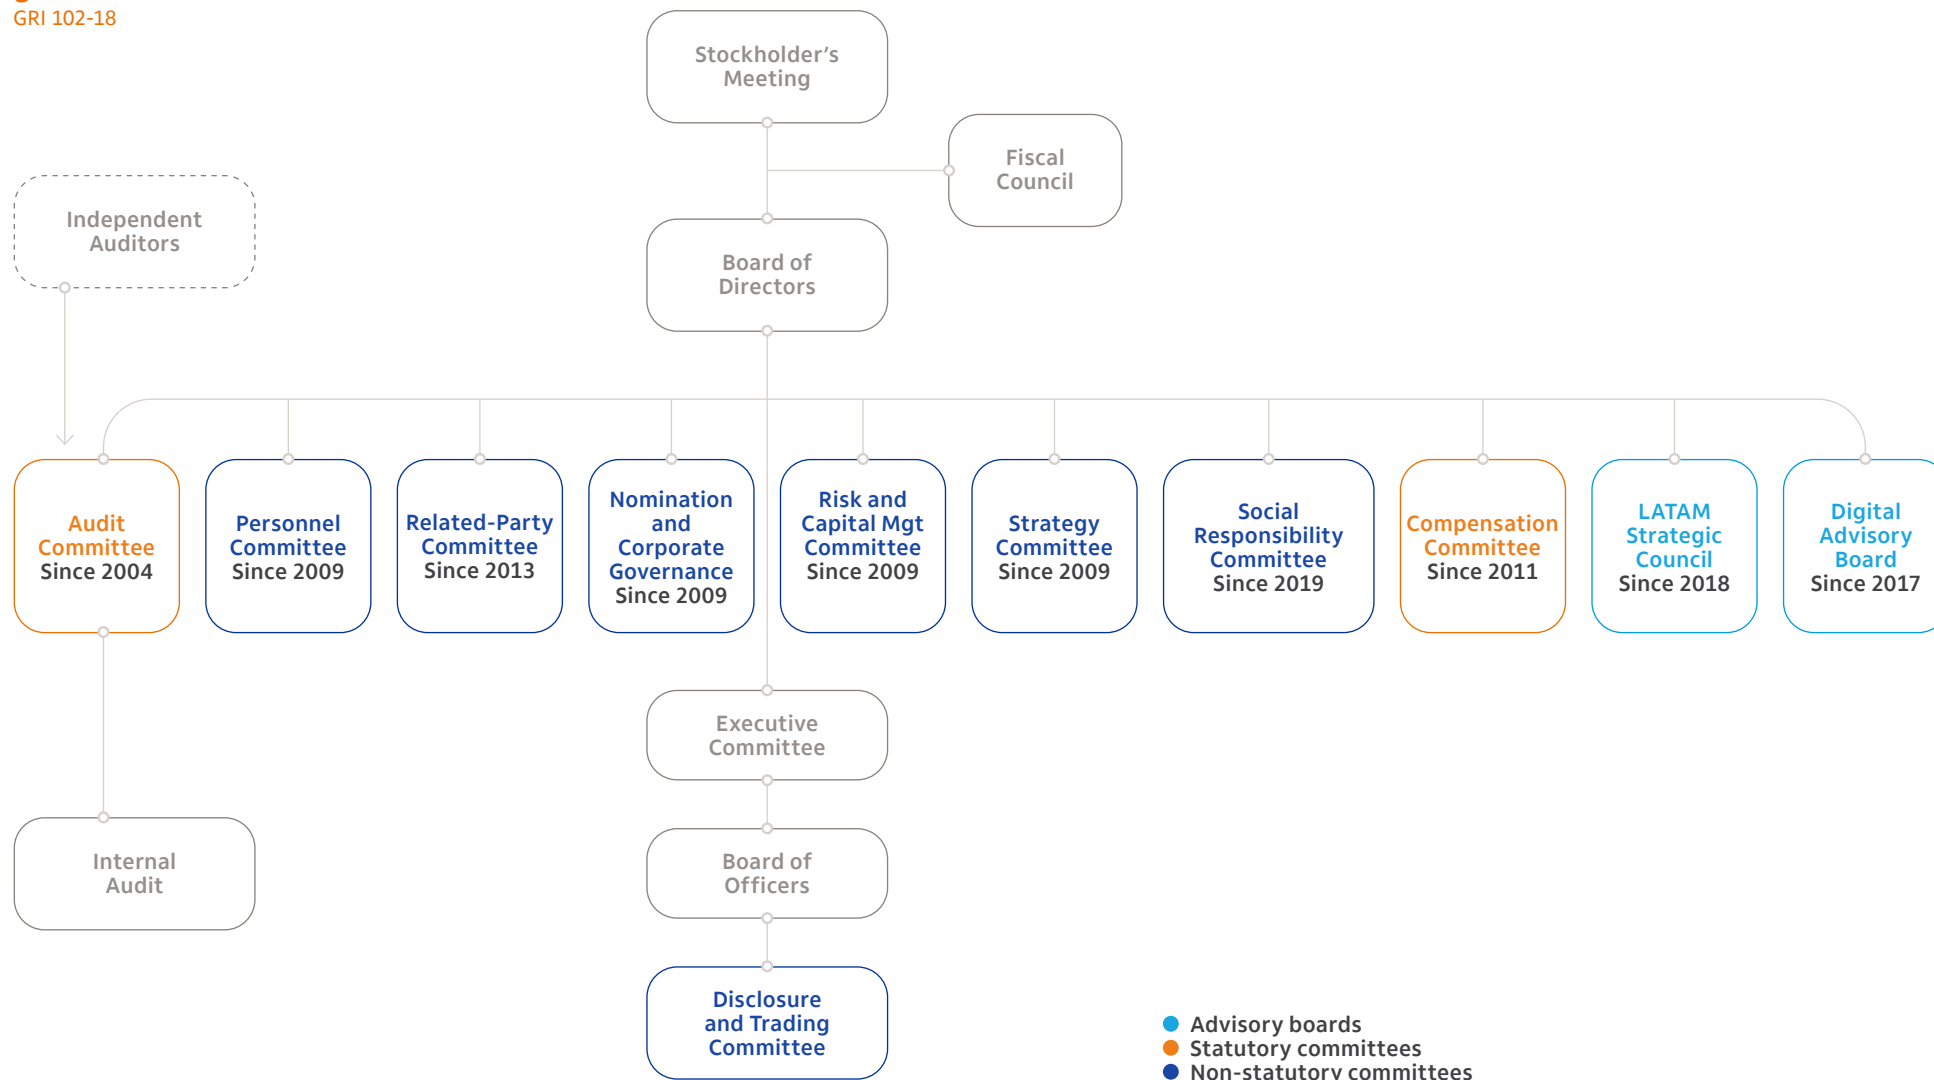 GRI 102-18
Stockholder’s
Meeting
Fiscal
Council
Independent
Auditors
Board of
Directors
Audit
Committee
Since 2004
Personnel
Committee
Since 2009
Related-Party
Committee
Since 2013
Nomination
and
Corporate
Governance
Since 2009
Risk and
Capital Mgt
Committee
Since 2009
Strategy
Committee
Since 2009
Social
Responsibility
Committee
Since 2019
Compensation
Committee
Since 2011
LATAM
Strategic
Council
Since 2018
Digital
Advisory
Board
Since 2017
Executive
Committee
Internal
Audit
Board of
Officers
Disclosure
and Trading
Committee
Advisory boards
Statutory committees
Non-statutory committees